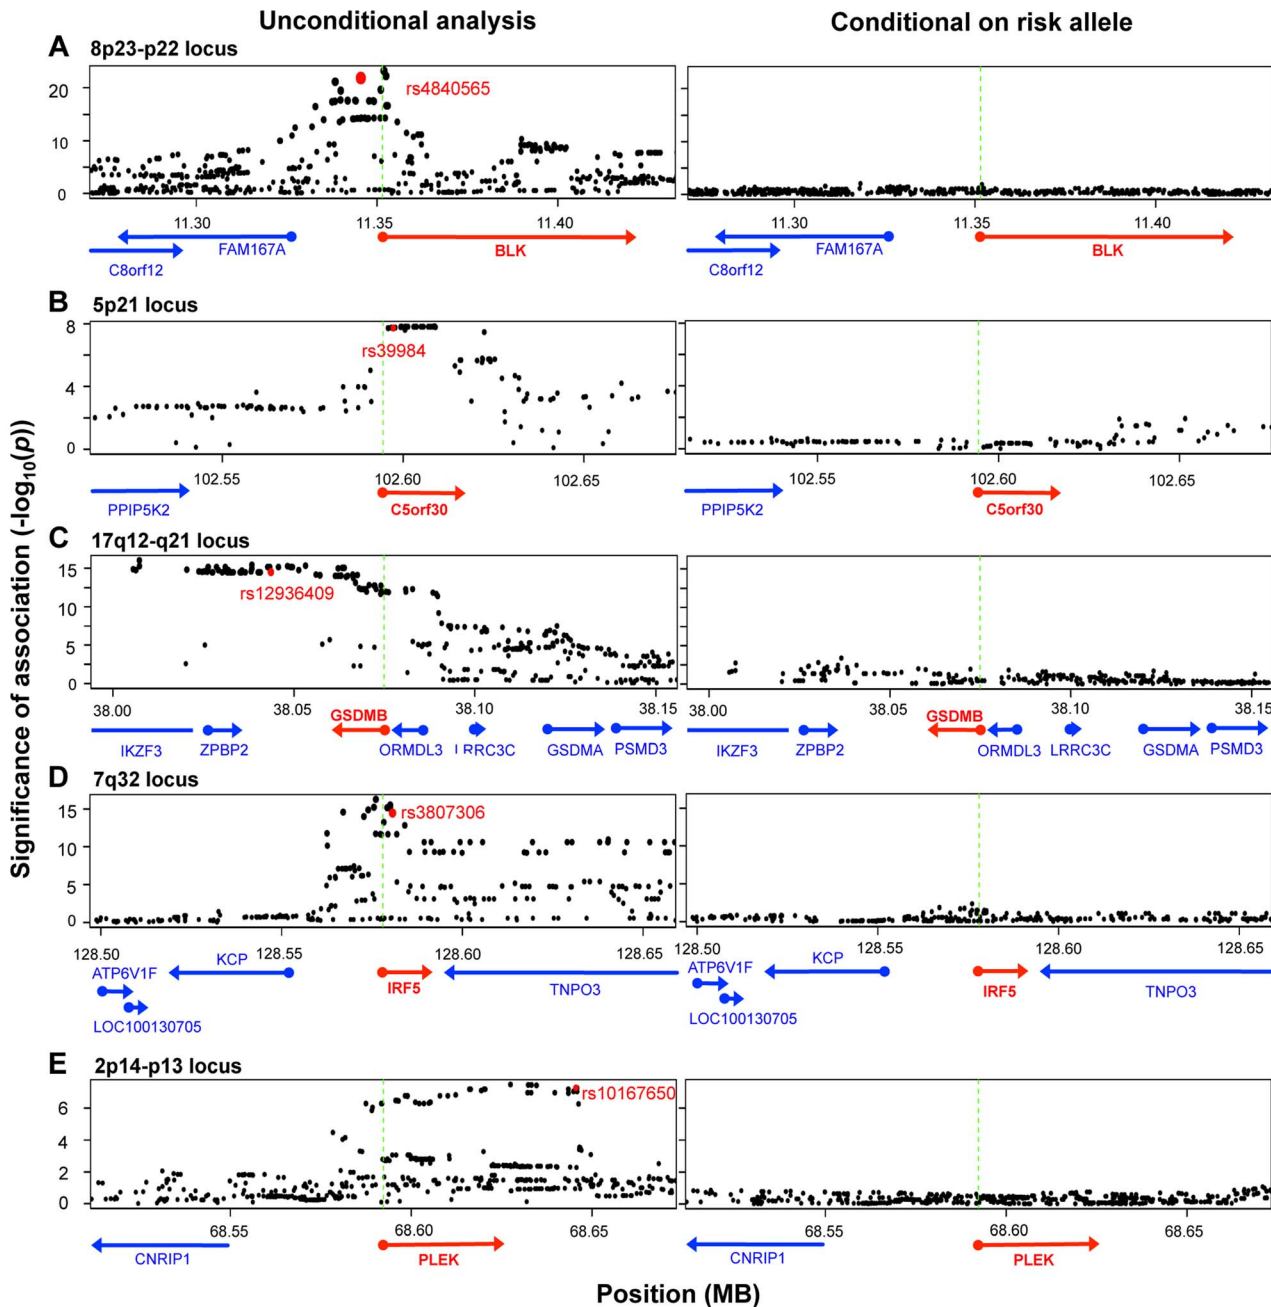 Unconditional analysis
Conditional on risk allele
A 8p23-p22 locus
rs4840565
20
10
0
11.30 11.35 11.40
11.30 11.35 11.40
FAM167A BLK
C8orf12
FAM167A BLK
C8orf12
B 5p21 locus
rs39984
8
4
0
102.55 102.60 102.65
102.55 102.60 102.65
PPIP5K2 C5orf30
PPIP5K2 C5orf30
C 17q12-q21 locus
rs12936409
15
10
5
0
38.00 38.05 38.10 38.15
38.00 38.05 38.10 38.15
GSDMB
IKZF3 ZPBP2 ORMDL3 LRRC3C GSDMA PSMD3
GSDMB
IKZF3 ZPBP2 ORMDL3 LRRC3C GSDMA PSMD3
D 7q32 locus
rs3807306
15
10
5
0
128.50 128.55 128.60 128.65
128.50 128.55 128.60 128.65
ATP6V1F KCP IRF5 TNPO3
LOC100130705
ATP6V1F KCP IRF5 TNPO3
LOC100130705
E 2p14-p13 locus
rs10167650
6
4
2
0
68.55 68.60 68.65
68.55 68.60 68.65
CNRIP1 PLEK
CNRIP1 PLEK
Significance of association (-log10(p))
Position (MB)